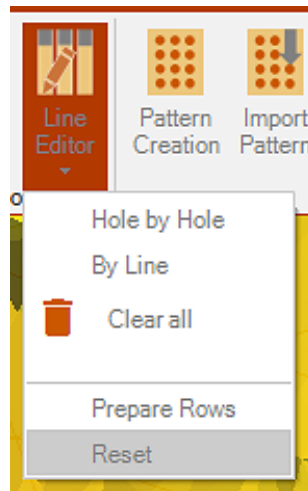 Line
Editor
Pattern
Creation
Import
Pattern
Hole by Hole
By Line
Clear all
Prepare Rows
Reset